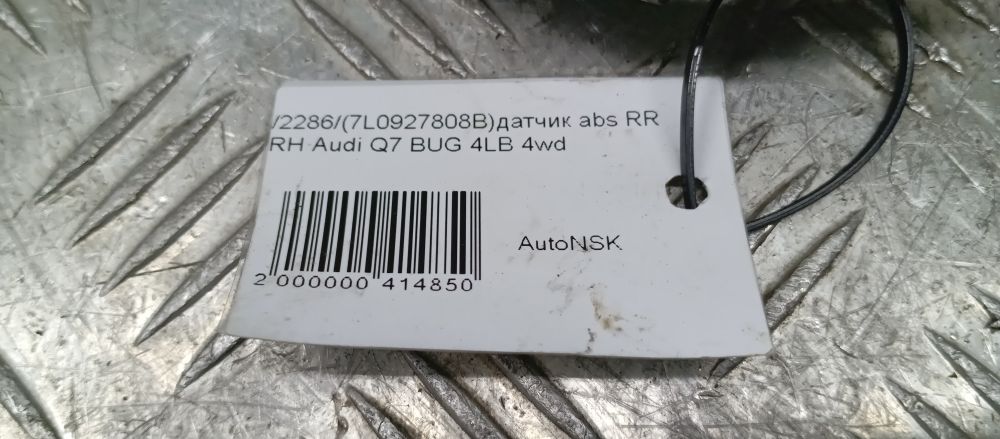 /2286/(7L0927808B)датчик abs RR
RH Audi Q7 BUG 4LB 4wd
AutoNSK
2 000000 414850